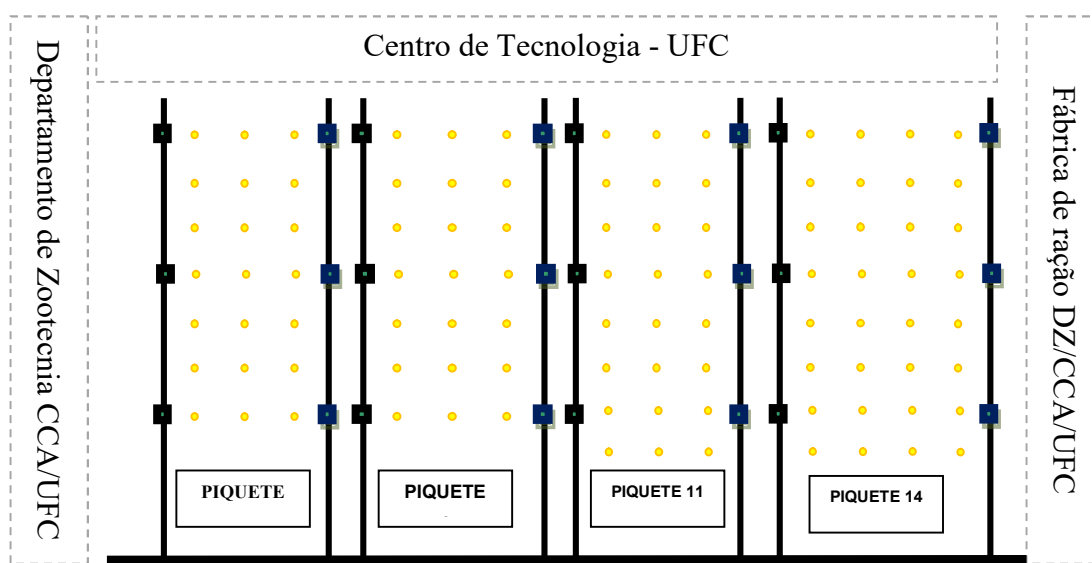 Centro de Tecnologia - UFC
Departamento de Zootecnia CCA/UFC
Fábrica de ração DZ/CCA/UFC
PIQUETE
PIQUETE
PIQUETE 11
PIQUETE 14